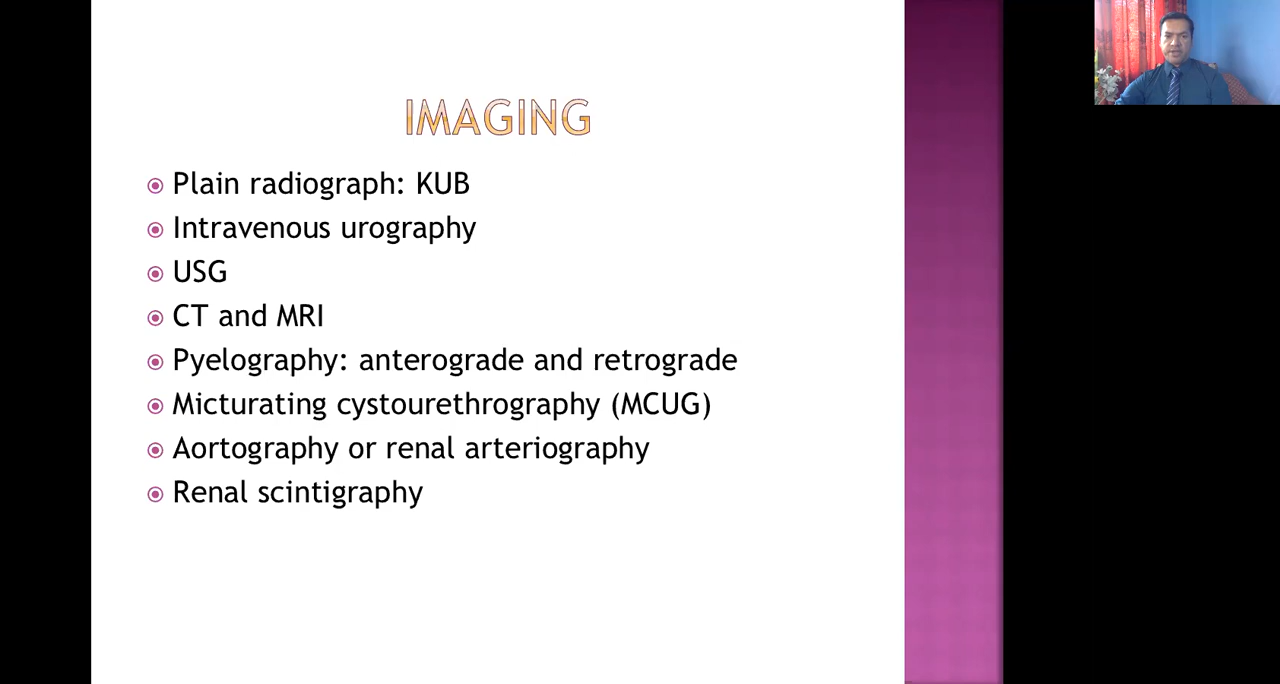 IMAGING
Plain radiograph: KUB
Intravenous urography
USG
CT and MRI
Pyelography: anterograde and retrograde
Micturating cystourethrography (MCUG)
Aortography or renal arteriography
Renal scintigraphy